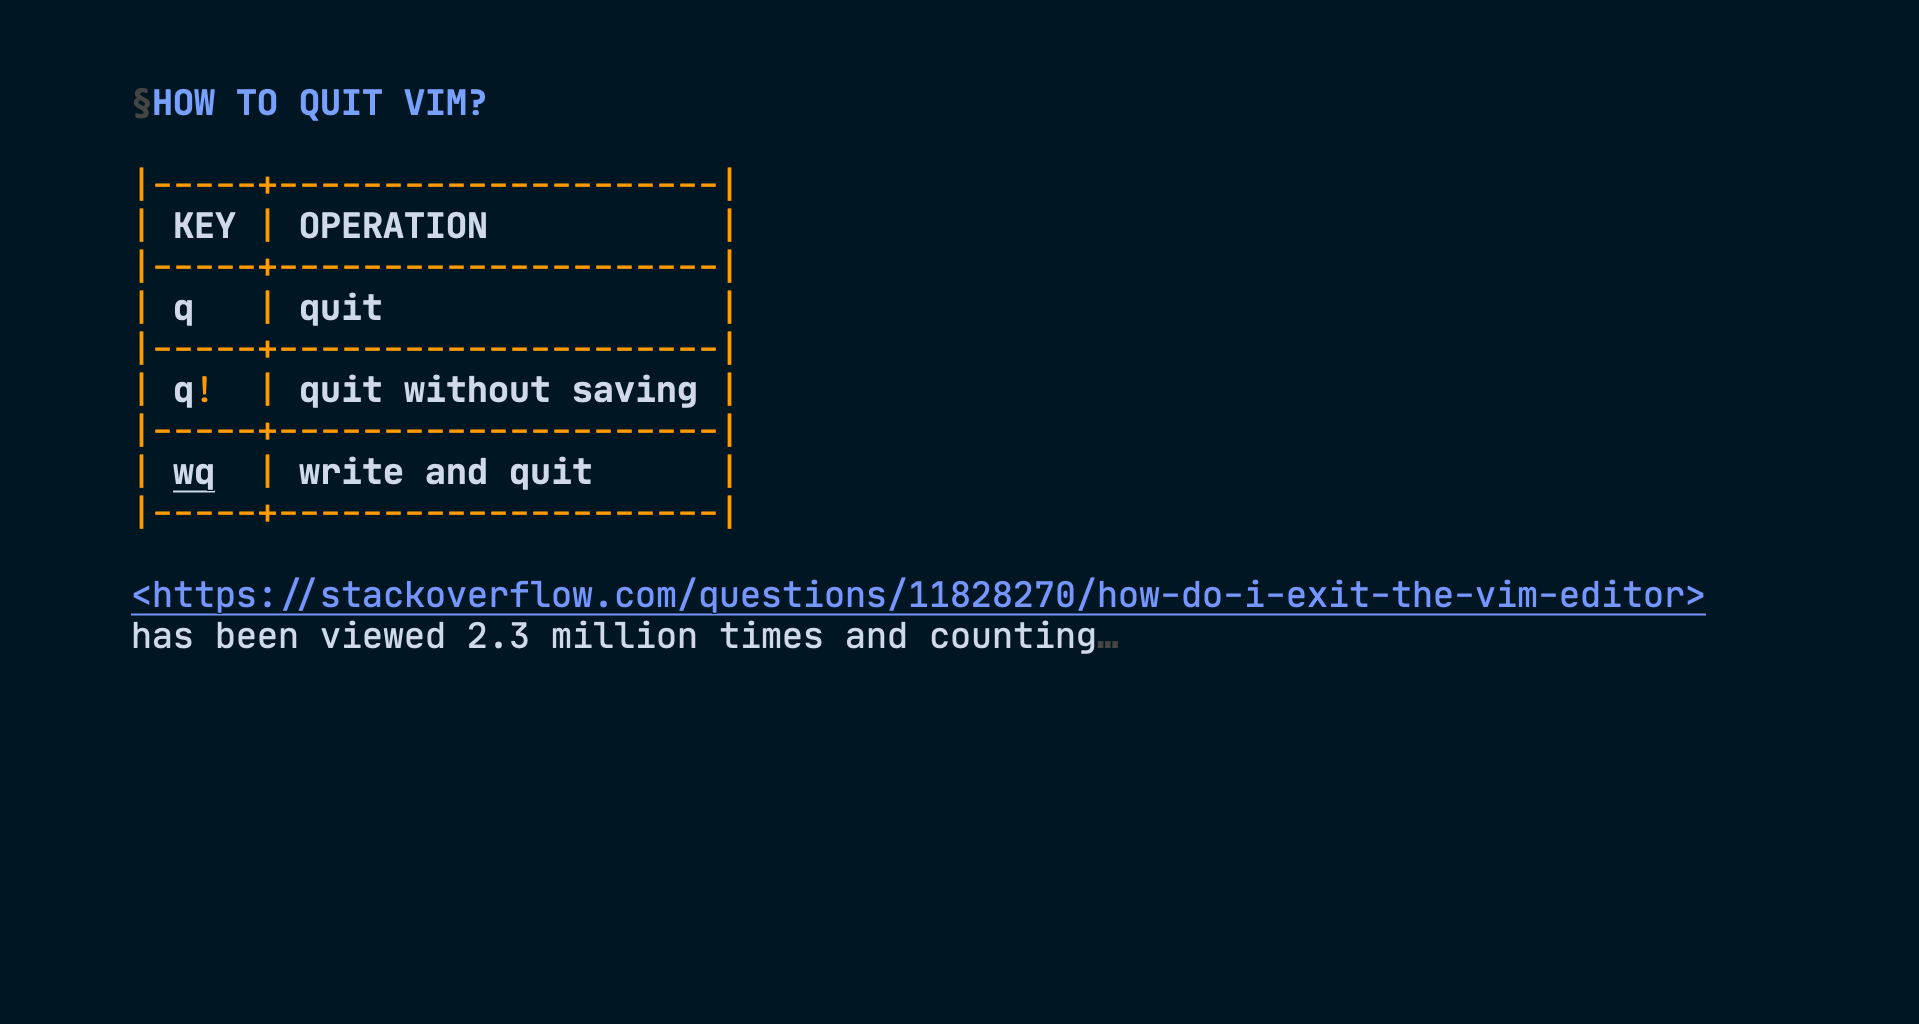 §HOW TO QUIT VIM?
|-----+---------------------|
| KEY | OPERATION           |
|-----+---------------------|
| q   | quit                |
|-----+---------------------|
| q!  | quit without saving |
|-----+---------------------|
| wq  | write and quit      |
|-----+---------------------|
<https://stackoverflow.com/questions/11828270/how-do-i-exit-the-vim-editor>
has been viewed 2.3 million times and counting…